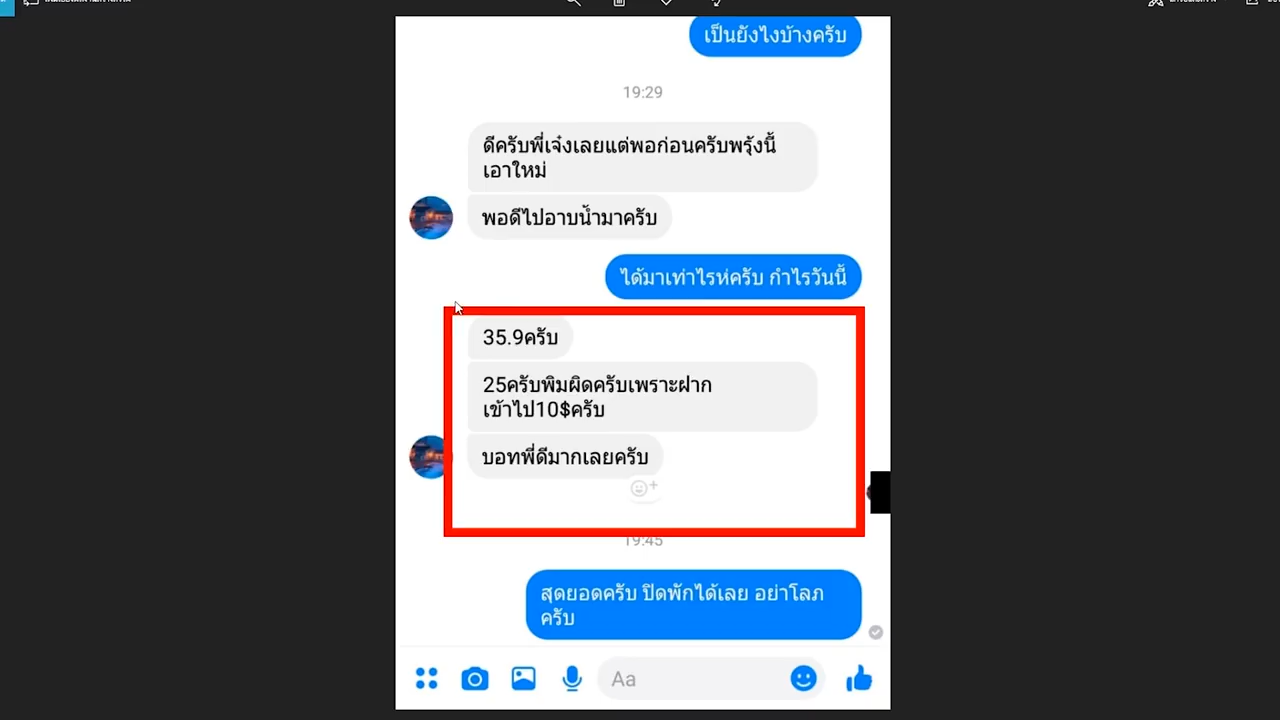 เป็นยังไงบ้างครับ
19:29
ดีครับพี่เจ๋งเลยแต่พอก่อนครับพรุ้งนี้
เอาใหม่
พอดีไปอาบน้ำมาครับ
ได้มาเท่าไรห่ครับ กำไรวันนี้
35.9ครับ
25ครับพิมผิดครับเพราะฝาก
เข้าไป10$ครับ
บอทพี่ดีมากเลยครับ
19:45
สุดยอดครับ ปิดพักได้เลย อย่าโลภ
ครับ
Aa